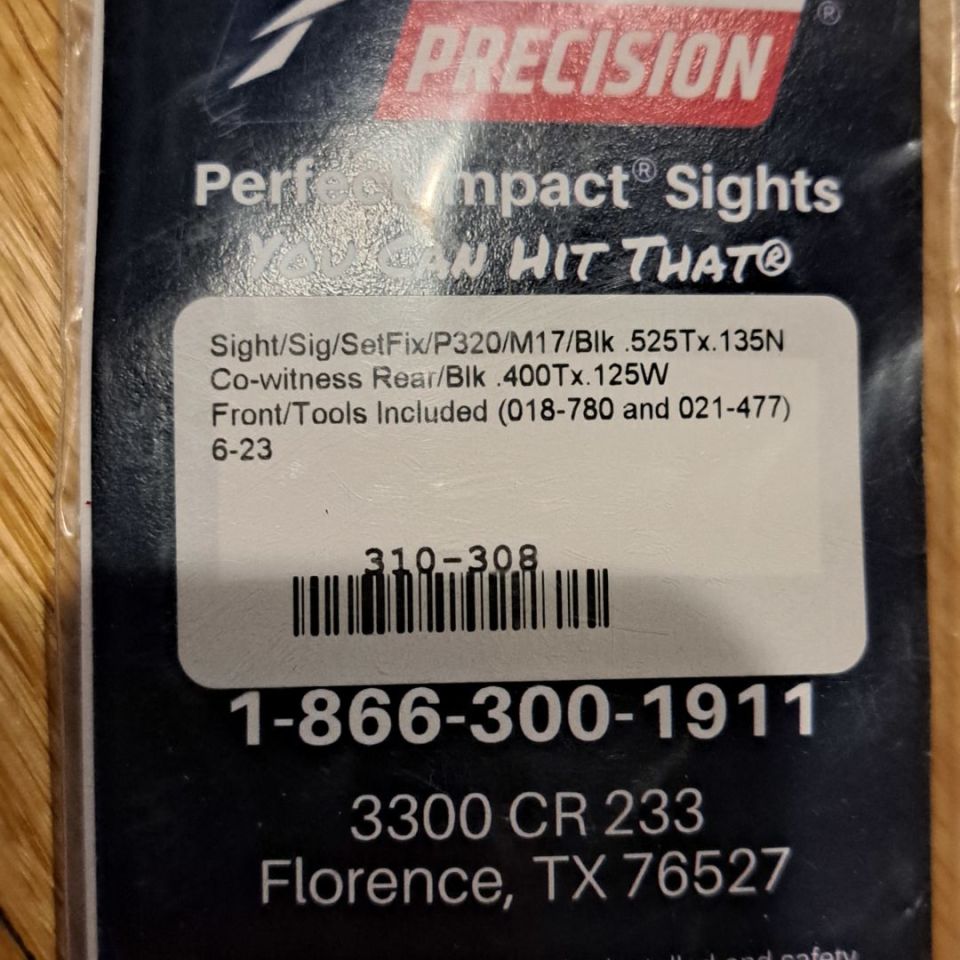 PRECISION®
Perfect Impact® Sights
YOU CAN HIT THAT®
Sight/Sig/SetFix/P320/M17/Blk .525Tx.135N
Co-witness Rear/Blk .400Tx.125W
Front/Tools Included (018-780 and 021-477)
6-23
310-308
1-866-300-1911
3300 CR 233
Florence, TX 76527
and safety